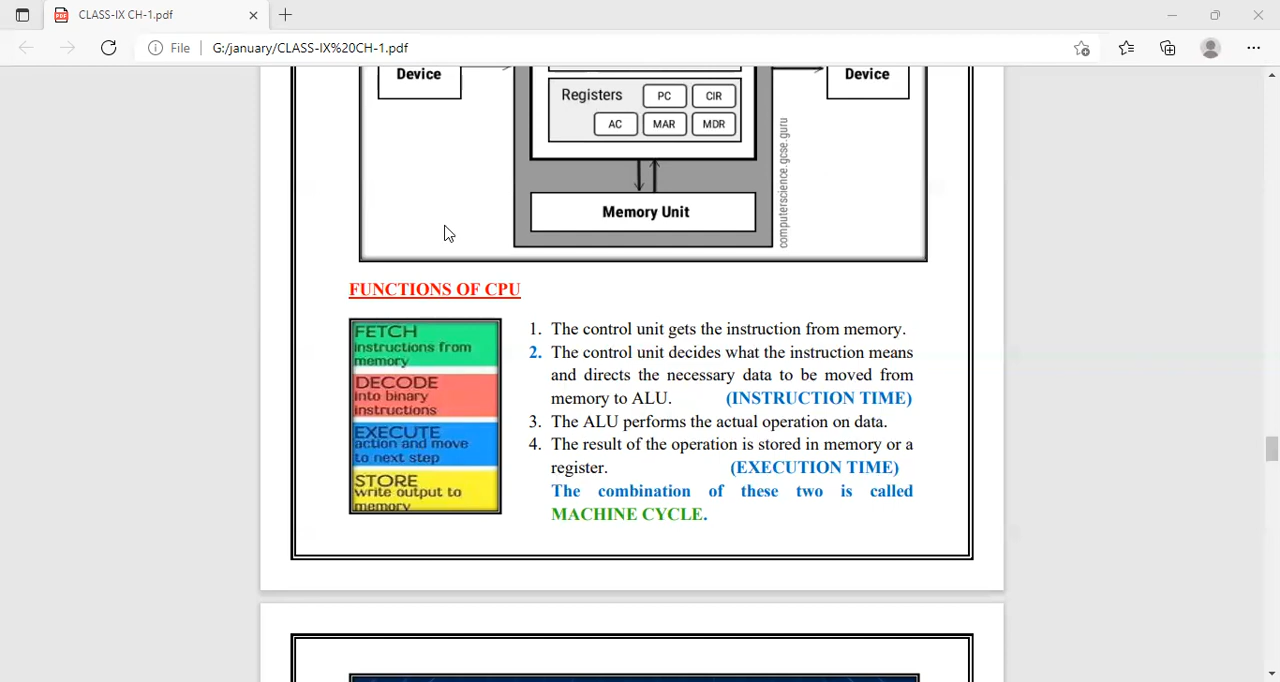 CLASS-IX CH-1.pdf
File G:/january/CLASS-IX%20CH-1.pdf
Device
Device
Registers PC CIR
AC MAR MDR
Memory Unit
computerscience.gcse.guru
FUNCTIONS OF CPU
FETCH
instructions from
memory
DECODE
into binary
instructions
EXECUTE
action and move
to next step
STORE
write output to
memory
1. The control unit gets the instruction from memory.
2. The control unit decides what the instruction means
and directs the necessary data to be moved from
memory to ALU. (INSTRUCTION TIME)
3. The ALU performs the actual operation on data.
4. The result of the operation is stored in memory or a
register. (EXECUTION TIME)
The combination of these two is called
MACHINE CYCLE.